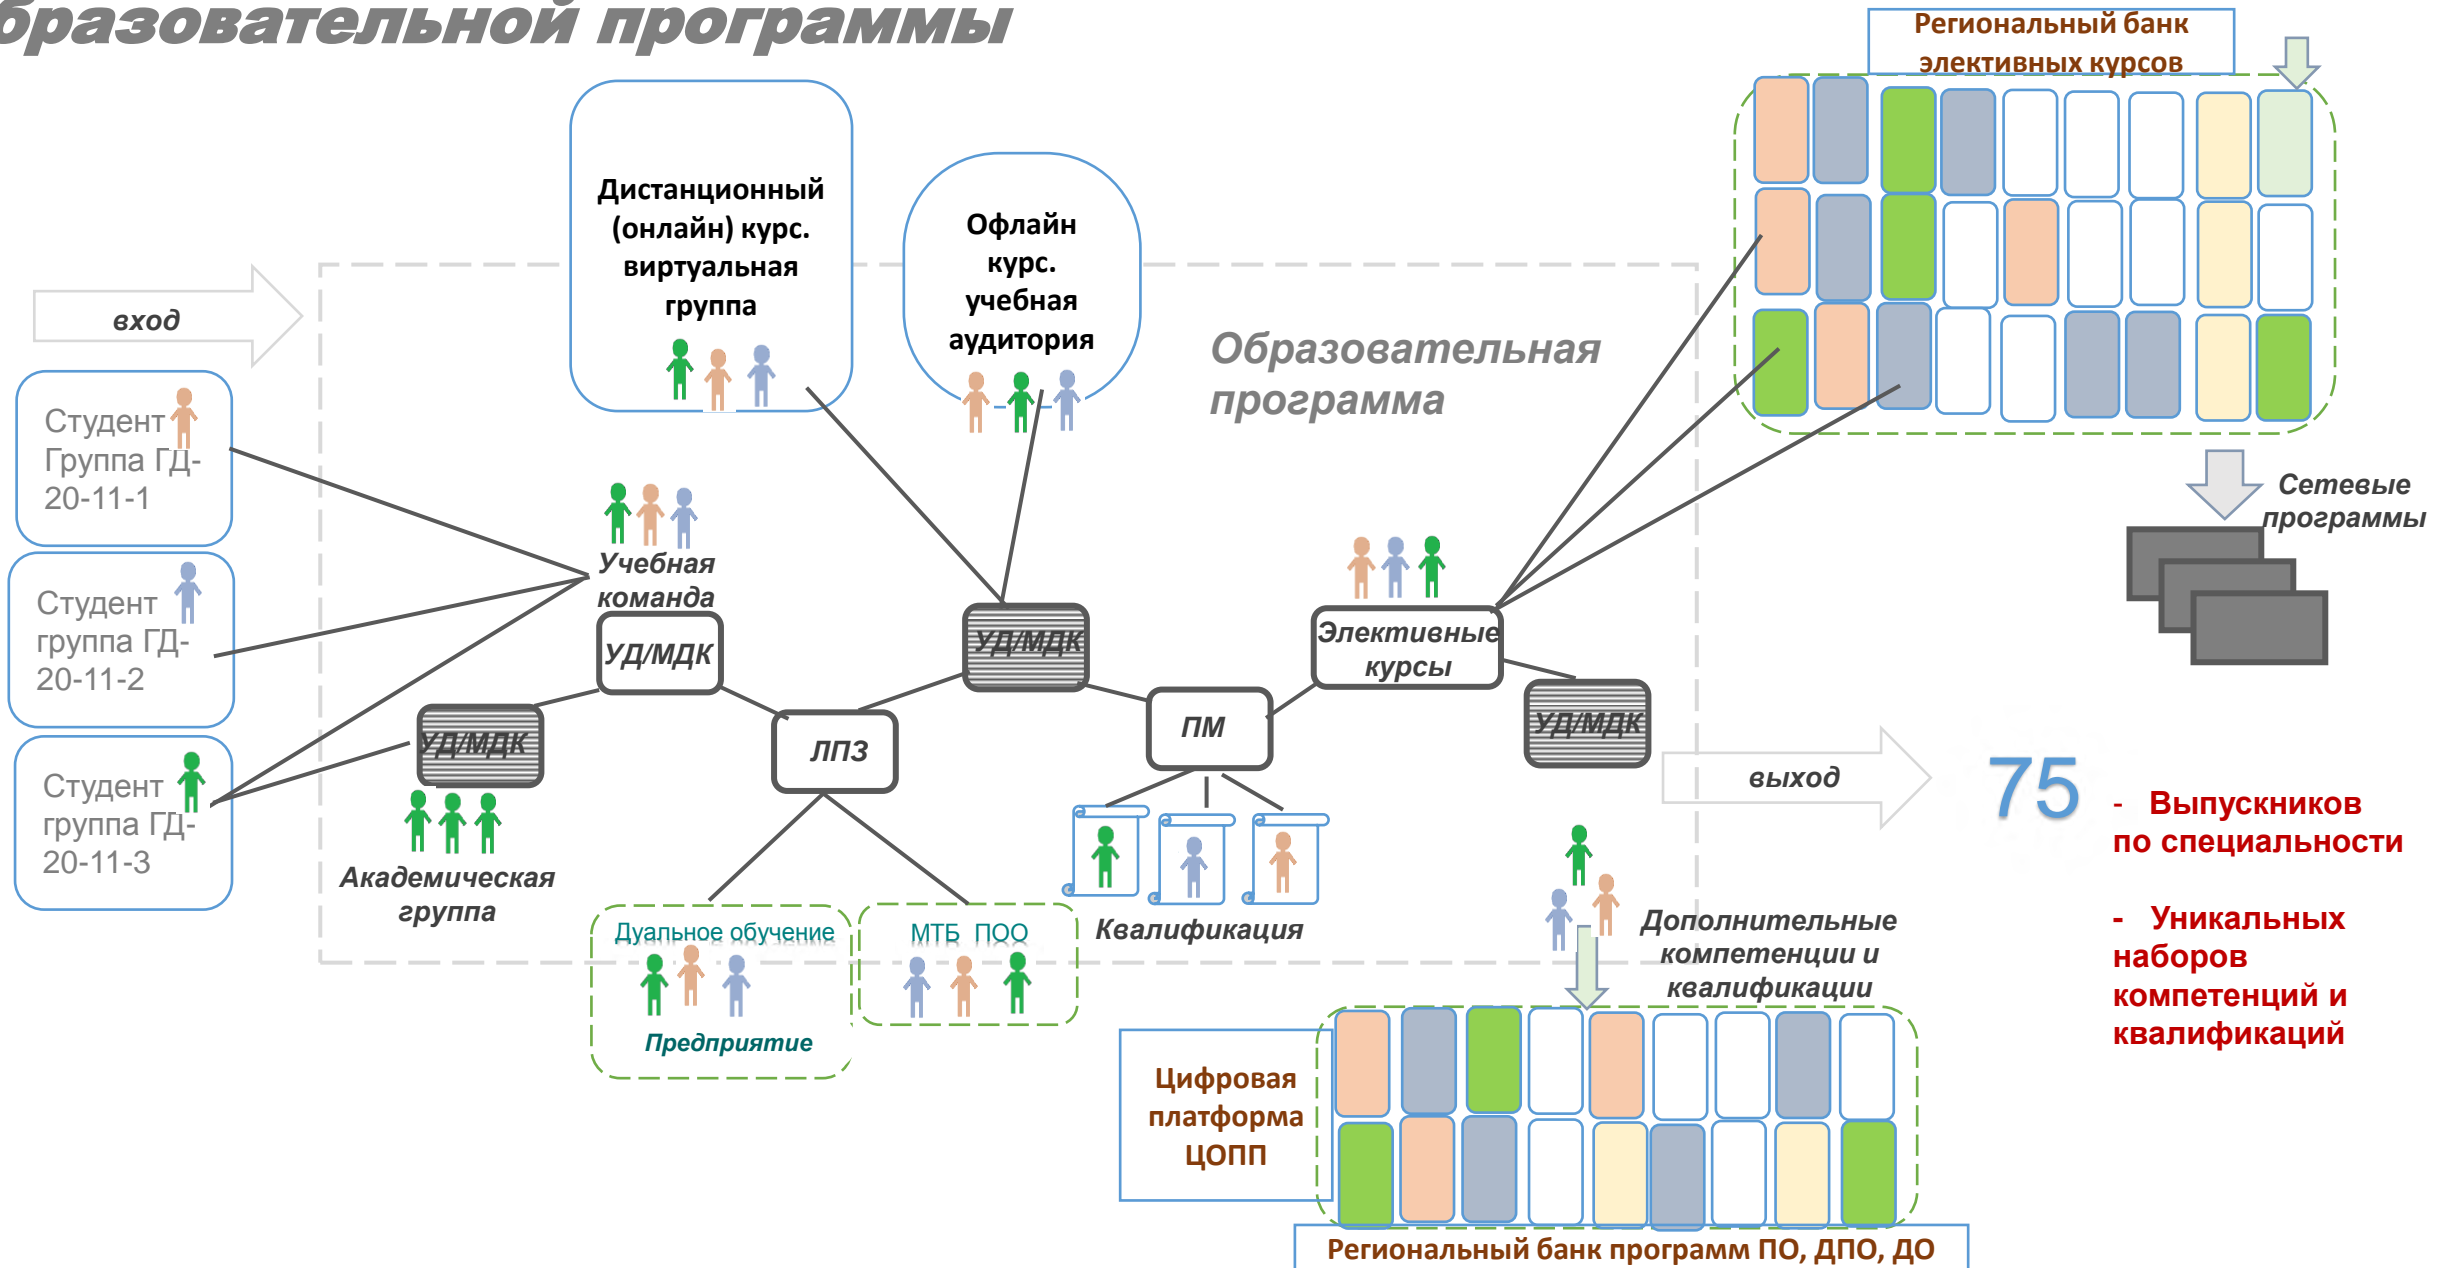 бразовательной программы
Региональный банк
элективных курсов
Дистанционный
(онлайн) курс.
виртуальная
группа
Офлайн
курс.
учебная
аудитория
вход
Образовательная
программа
Студент
Группа ГД-
20-11-1
Студент
группа ГД-
20-11-2
Студент
группа ГД-
20-11-3
Учебная
команда
УД/МДК
УД/МДК
УД/МДК
Академическая
группа
ЛПЗ
ПМ
Элективные
курсы
УД/МДК
Сетевые
программы
выход
75
- Выпускников
по специальности
- Уникальных
наборов
компетенций и
квалификаций
Дуальное обучение
Предприятие
МТБ ПОО
Квалификация
Дополнительные
компетенции и
квалификации
Цифровая
платформа
ЦОПП
Региональный банк программ ПО, ДПО, ДО